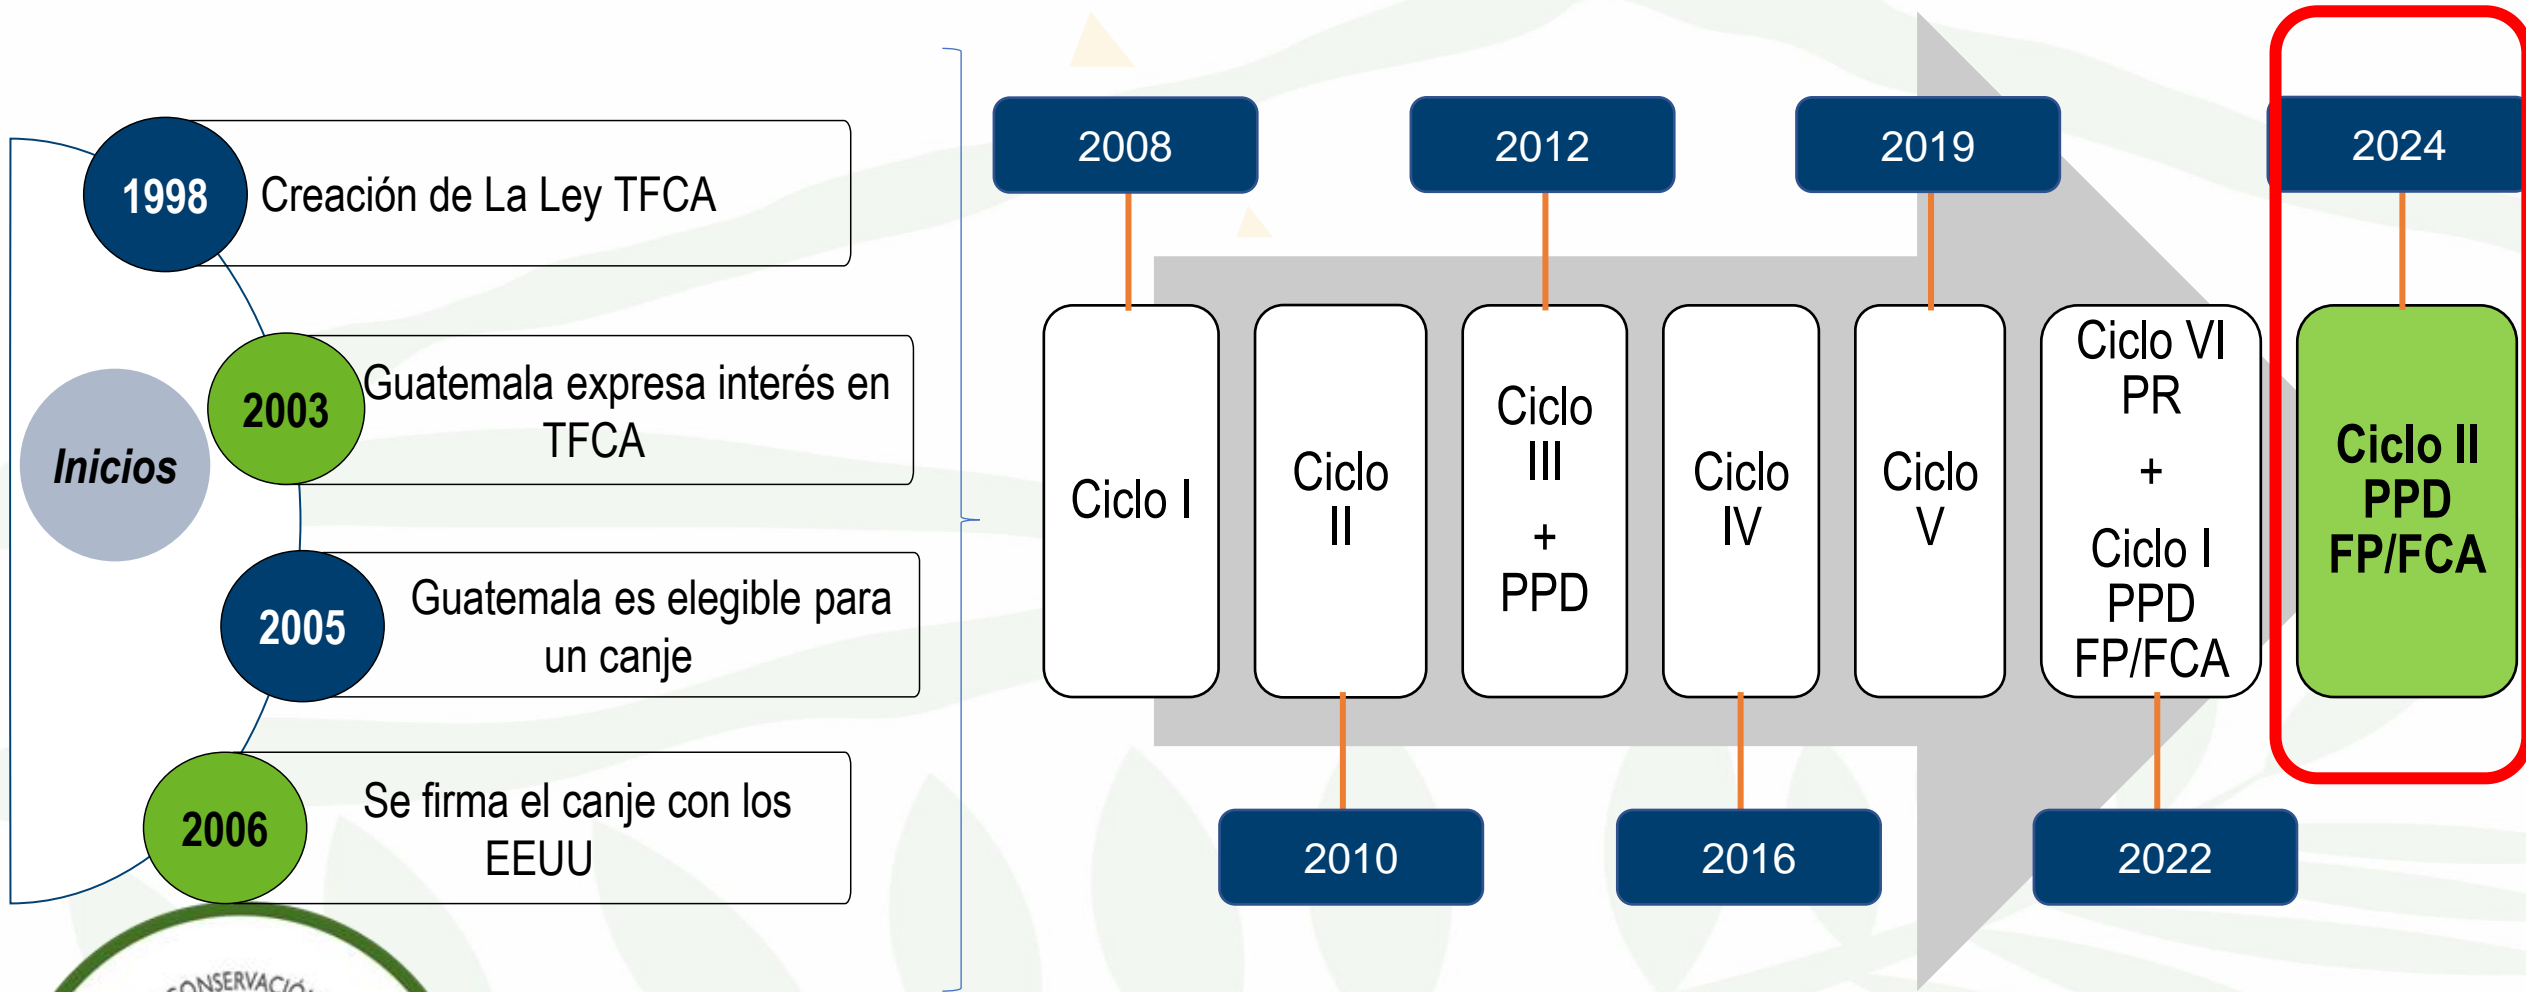 Inicios
1998
Creación de La Ley TFCA
2003
Guatemala expresa interés en
TFCA
2005
Guatemala es elegible para
un canje
2006
Se firma el canje con los
EEUU
2008
Ciclo I
Ciclo
II
2010
2012
Ciclo
III
+
PPD
Ciclo
IV
2016
2019
Ciclo
V
Ciclo VI
PR
+
Ciclo I
PPD
FP/FCA
2022
2024
Ciclo II
PPD
FP/FCA